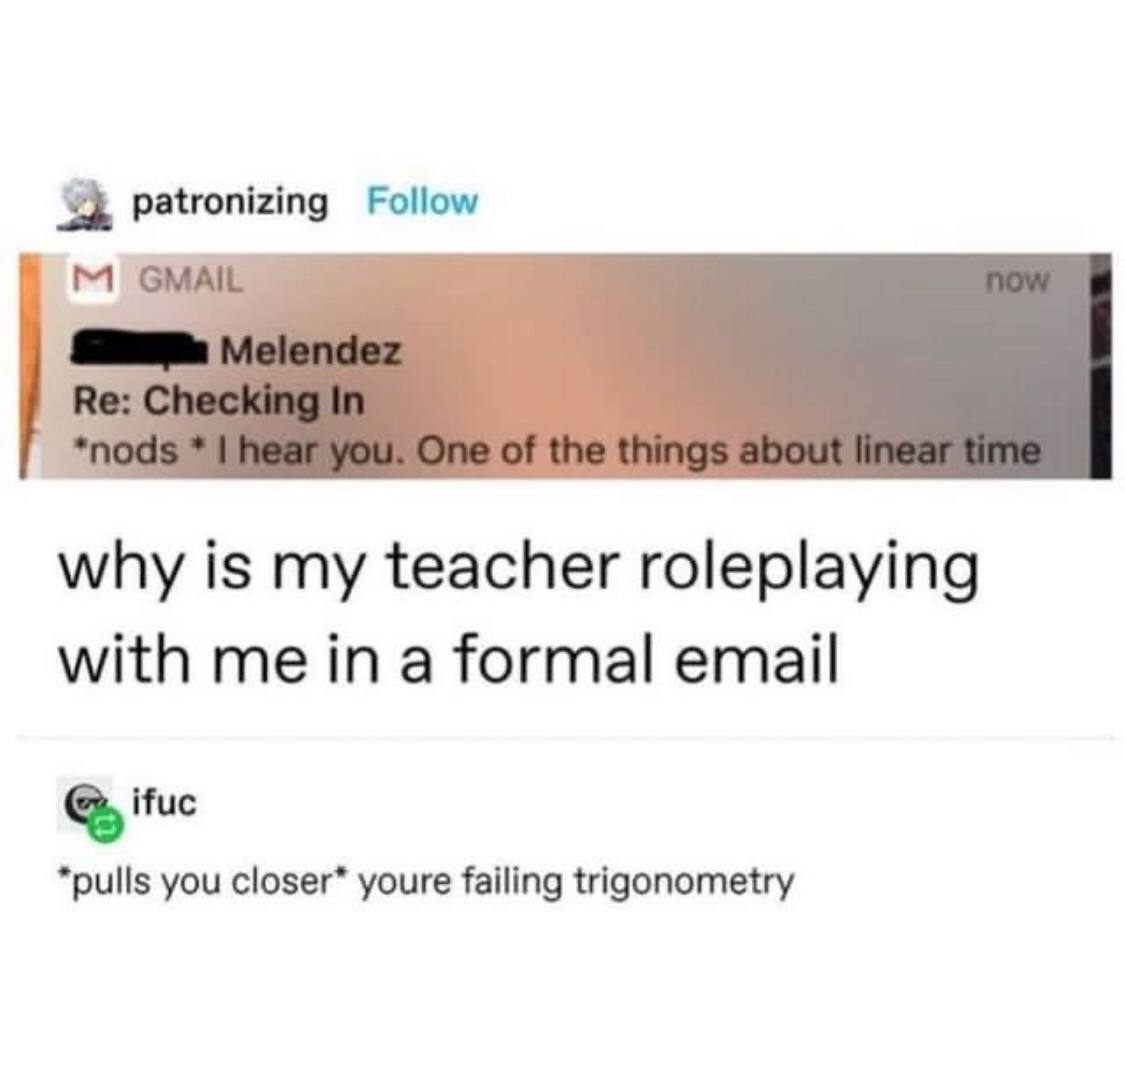 patronizing Follow
GMAIL now
Melendez
Re: Checking In
*nods * I hear you. One of the things about linear time
why is my teacher roleplaying
with me in a formal email
ifuc
*pulls you closer* youre failing trigonometry